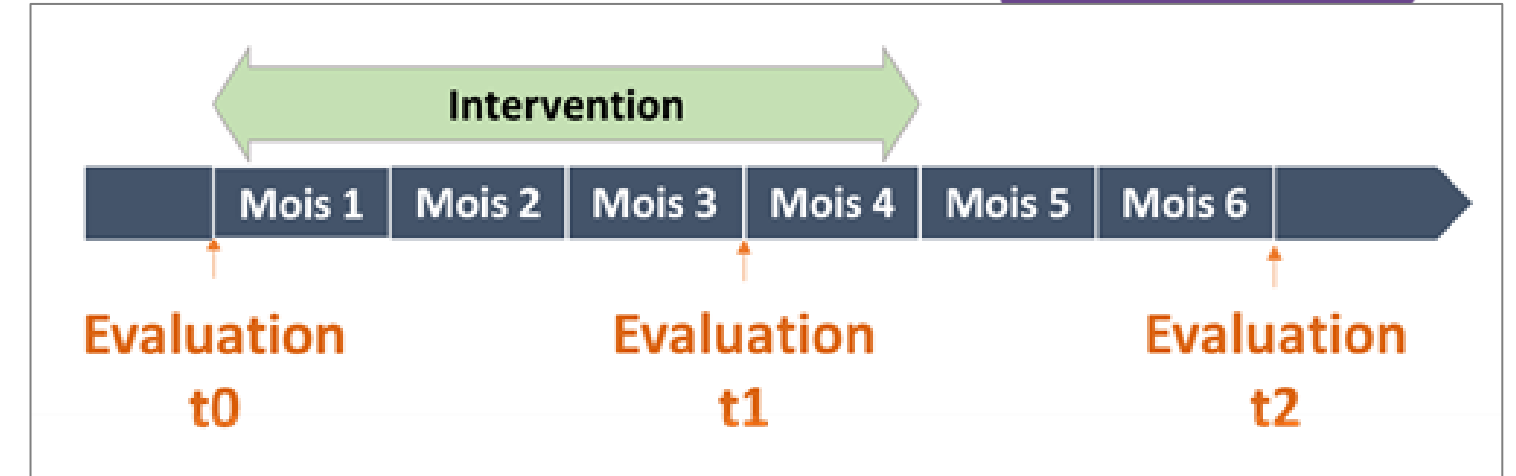 Intervention
Mois 1 Mois 2 Mois 3 Mois 4 Mois 5 Mois 6
Evaluation Evaluation Evaluation
t0 t1 t2